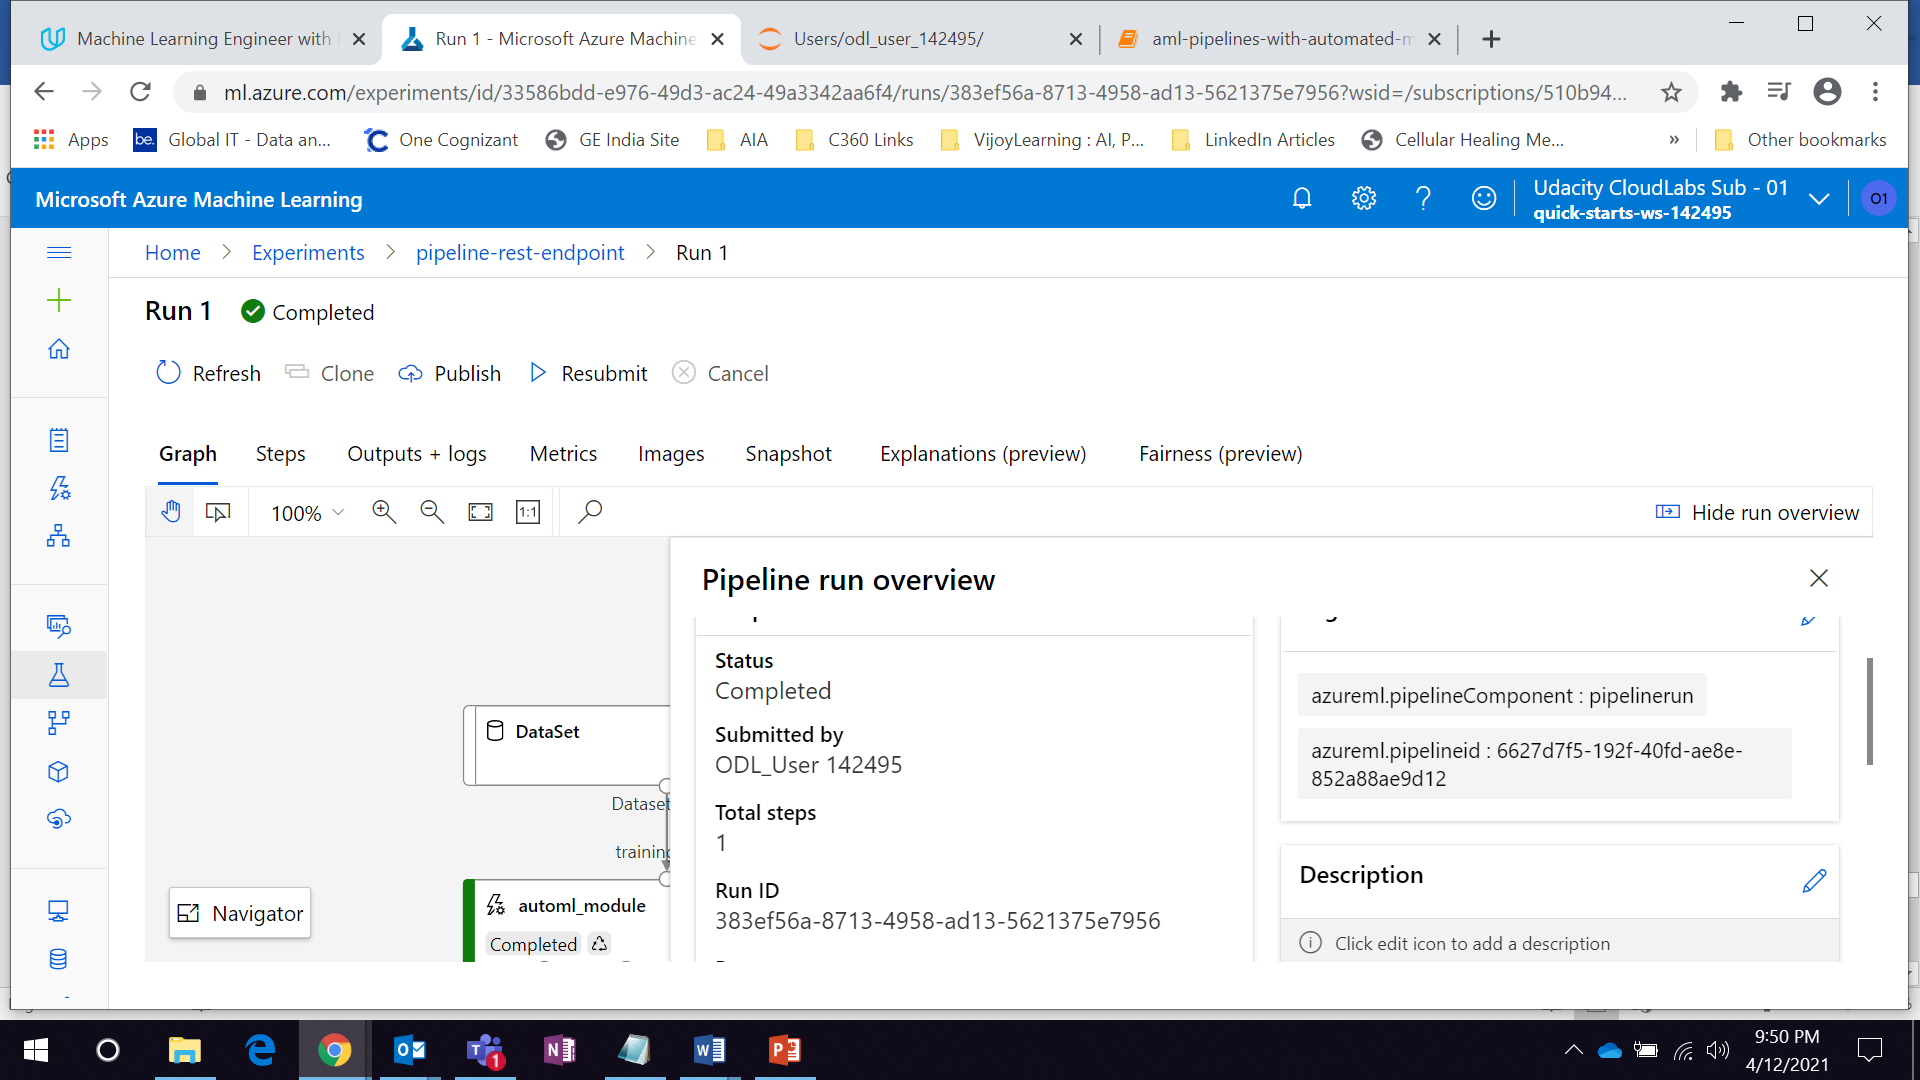 Machine Learning Engineer with
Run 1 - Microsoft Azure Machine
Users/odl_user_142495/
aml-pipelines-with-automated-m
ml.azure.com/experiments/id/33586bdd-e976-49d3-ac24-49a3342aa6f4/runs/383ef56a-8713-4958-ad13-5621375e7956?wsid=/subscriptions/510b94...
Apps
be.
Global IT - Data an...
One Cognizant
GE India Site
AIA
C360 Links
VijoyLearning : AI, P...
LinkedIn Articles
Cellular Healing Me...
»
Other bookmarks
Microsoft Azure Machine Learning
Udacity CloudLabs Sub - 01
quick-starts-ws-142495
O1
Home > Experiments > pipeline-rest-endpoint > Run 1
Run 1
Completed
Refresh
Clone
Publish
Resubmit
Cancel
Graph
Steps
Outputs + logs
Metrics
Images
Snapshot
Explanations (preview)
Fairness (preview)
100%
1:1
Hide run overview
Pipeline run overview
Status
Completed
Submitted by
ODL_User 142495
Total steps
1
Run ID
383ef56a-8713-4958-ad13-5621375e7956
azureml.pipelineComponent : pipelinerun
azureml.pipelineid : 6627d7f5-192f-40fd-ae8e-
852a88ae9d12
Description
Click edit icon to add a description
DataSet
Dataset
training
automl_module
Completed
Navigator
9:50 PM
4/12/2021
1